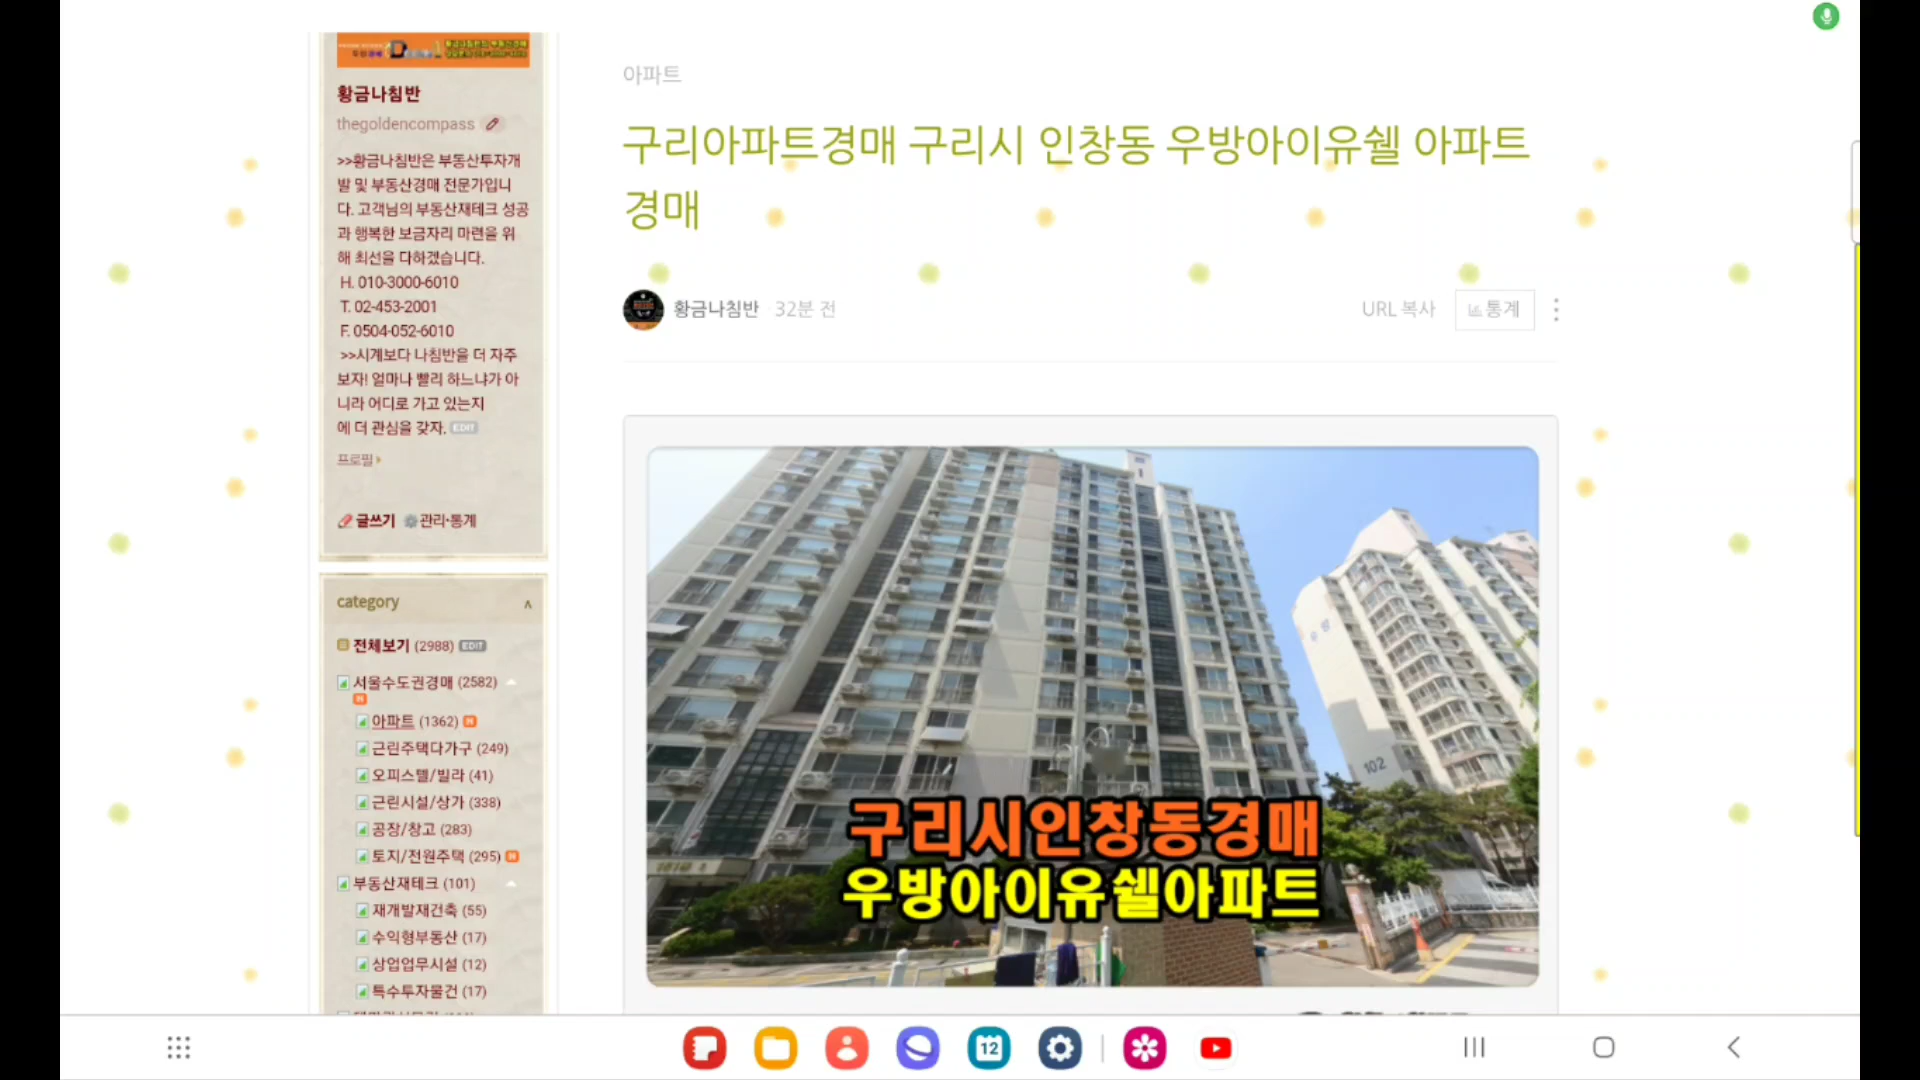 황금나침반
thegoldencompass
>>황금나침반은 부동산투자개
발 및 부동산경매 전문가입니
다. 고객님의 부동산재테크 성공
과 행복한 보금자리 마련을 위
해 최선을 다하겠습니다.
H. 010-3000-6010
T. 02-453-2001
F. 0504-052-6010
>>시계보다 나침반을 더 자주
보자! 얼마나 빨리 하느냐가 아
니라 어디로 가고 있는지
에 더 관심을 갖자. EDIT
프로필
글쓰기 관리·통계
category
전체보기 (2988) EDIT
서울수도권경매 (2582)
N
아파트 (1362) N
근린주택다가구 (249)
오피스텔/빌라 (41)
근린시설/상가 (338)
공장/창고 (283)
토지/전원주택 (295) N
부동산재테크 (101)
재개발재건축 (55)
수익형부동산 (17)
상업업무시설 (12)
특수투자물건 (17)
아파트
구리아파트경매 구리시 인창동 우방아이유쉘 아파트
경매
황금나침반 32분 전
URL 복사 통계
102
구리시인창동경매
우방아이유쉘아파트
12